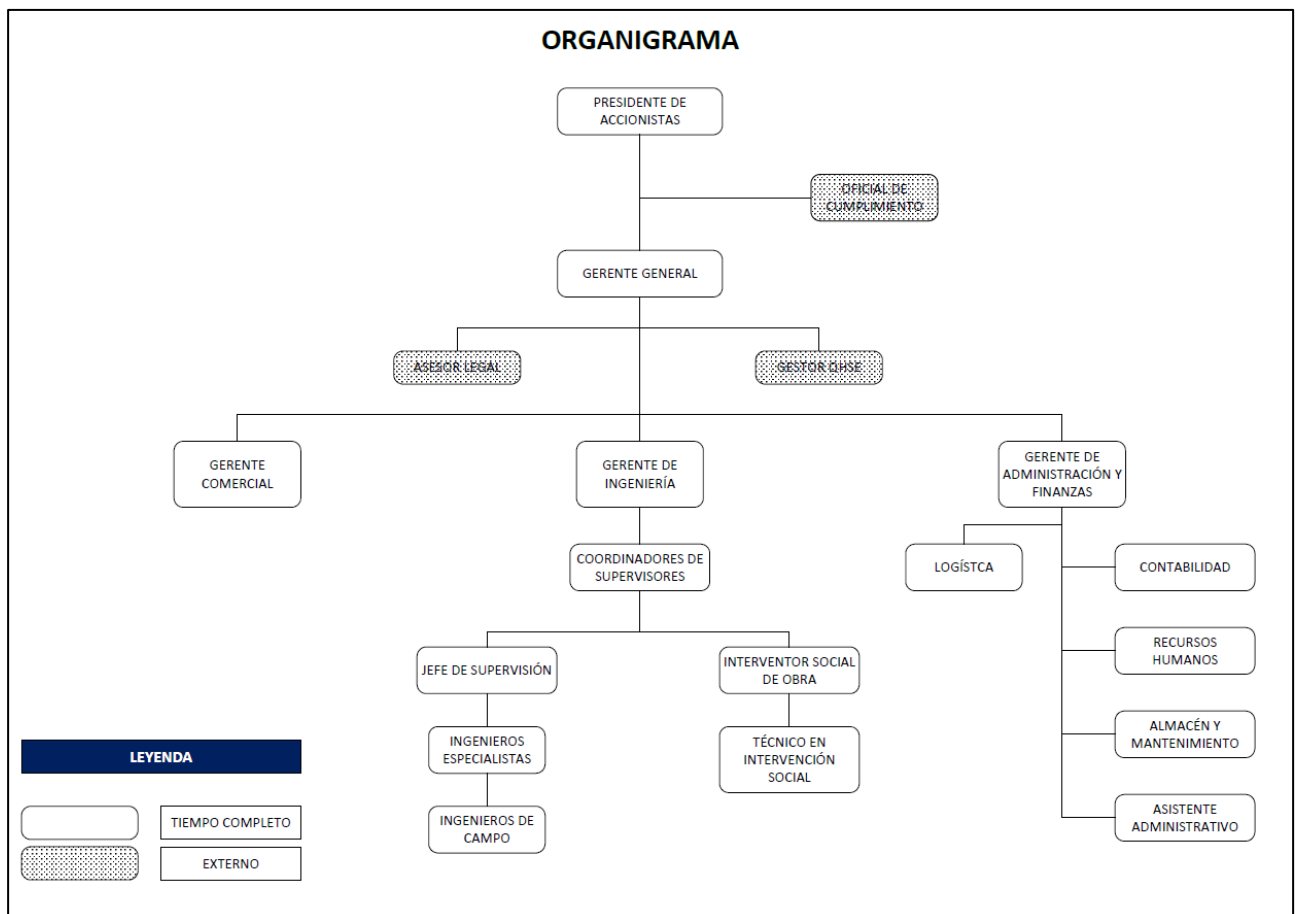 ORGANIGRAMA
PRESIDENTE DE
ACCIONISTAS
OFICIAL DE
CUMPLIMIENTO
GERENTE GENERAL
ASESOR LEGAL
GESTOR QHSE
GERENTE
COMERCIAL
GERENTE DE
INGENIERÍA
GERENTE DE
ADMINISTRACIÓN Y
FINANZAS
COORDINADORES DE
SUPERVISORES
LOGÍSTCA
CONTABILIDAD
JEFE DE SUPERVISIÓN
INTERVENTOR SOCIAL
DE OBRA
RECURSOS
HUMANOS
INGENIEROS
ESPECIALISTAS
TÉCNICO EN
INTERVENCIÓN
SOCIAL
ALMACÉN Y
MANTENIMIENTO
INGENIEROS DE
CAMPO
ASISTENTE
ADMINISTRATIVO
LEYENDA
TIEMPO COMPLETO
EXTERNO